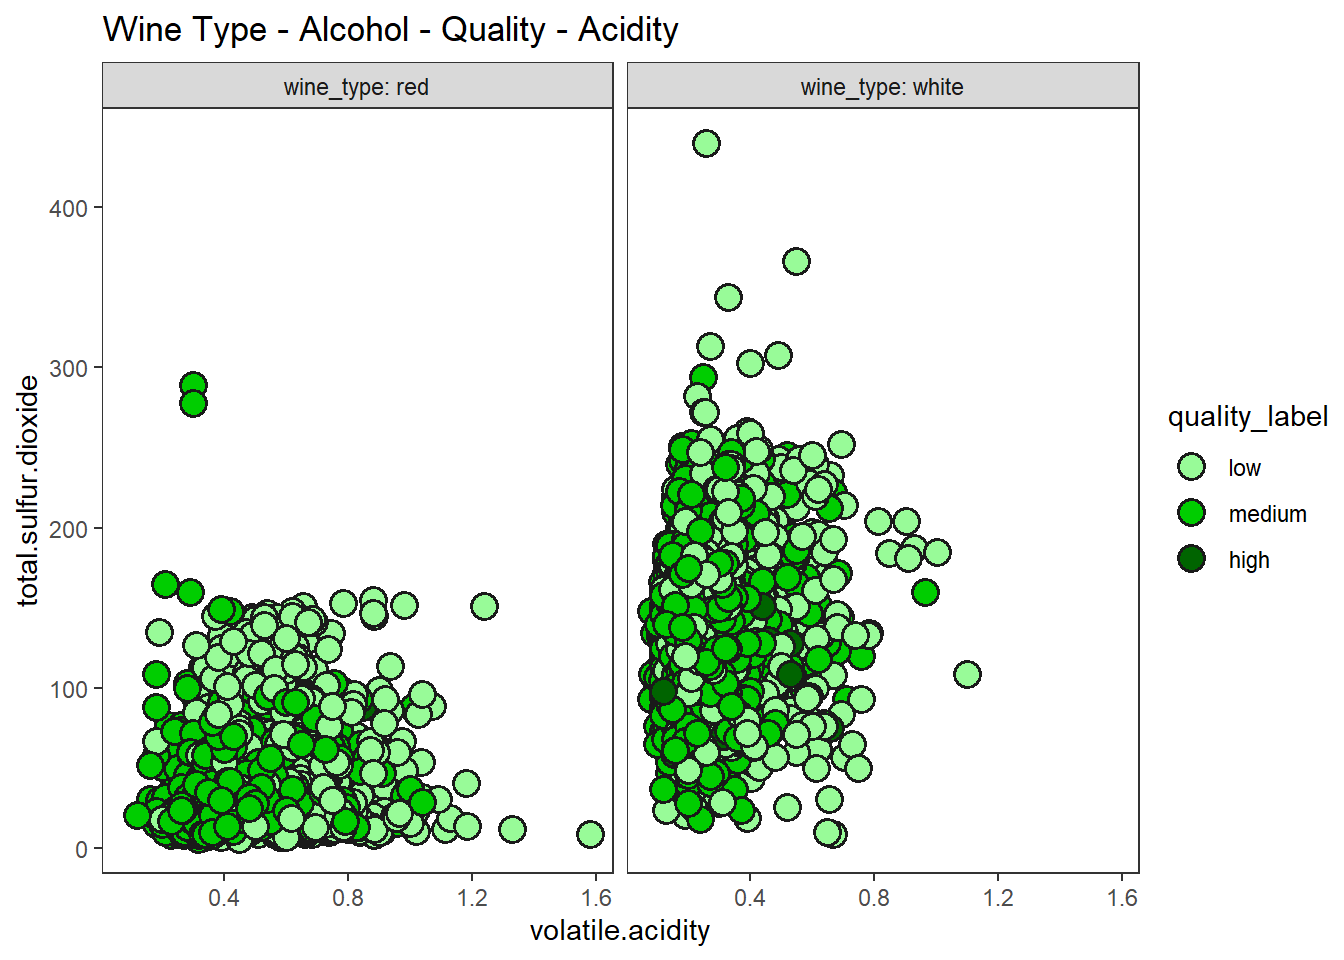 Wine Type - Alcohol - Quality - Acidity
wine_type: red
wine_type: white
total.sulfur.dioxide
400
300
200
100
0
0.4 0.8 1.2 1.6
0.4 0.8 1.2 1.6
volatile.acidity
quality_label
low
medium
high